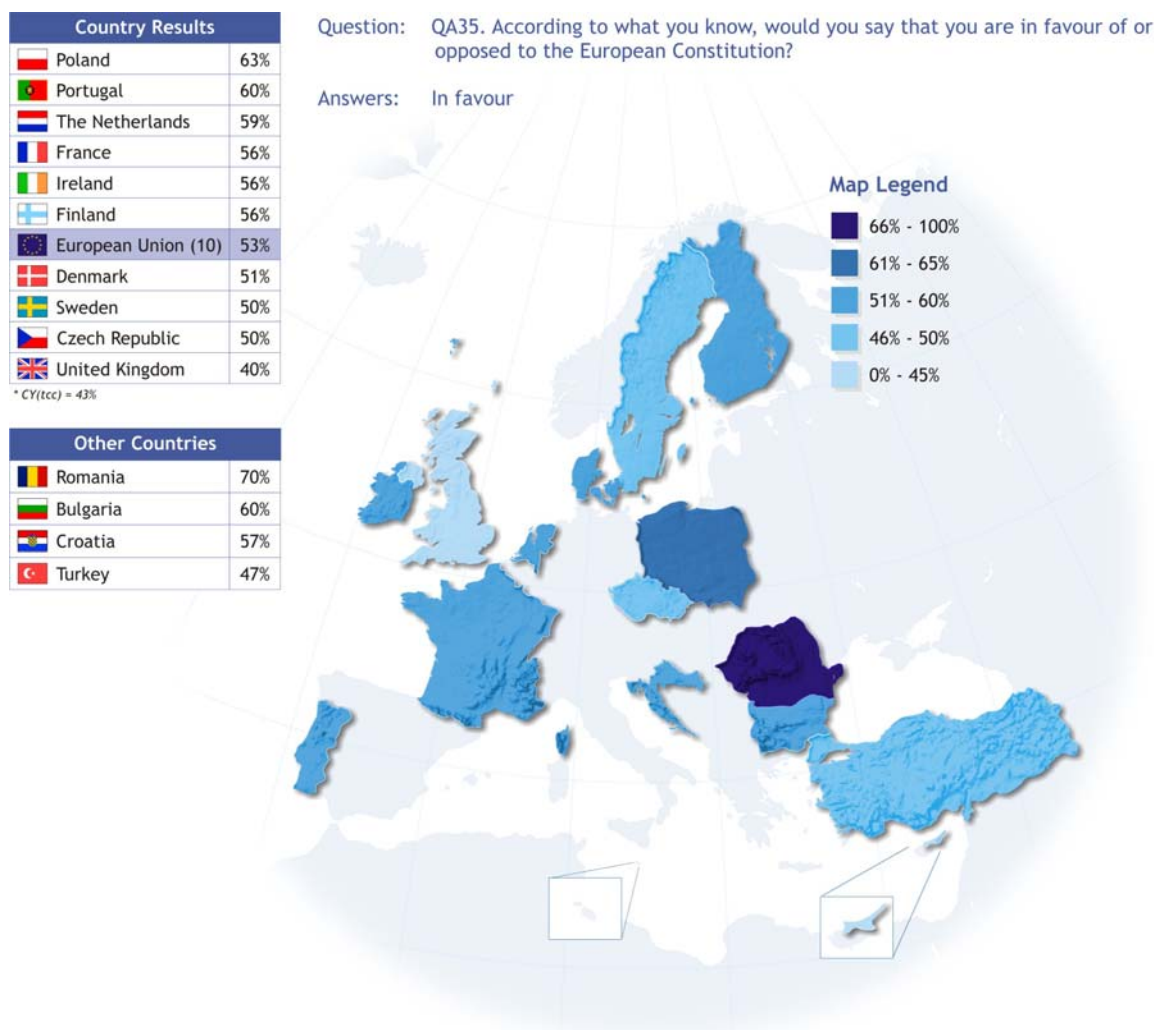 Country Results
Poland 63%
Portugal 60%
The Netherlands 59%
France 56%
Ireland 56%
Finland 56%
European Union (10) 53%
Denmark 51%
Sweden 50%
Czech Republic 50%
United Kingdom 40%
* CY(tcc) = 43%
Other Countries
Romania 70%
Bulgaria 60%
Croatia 57%
Turkey 47%
Question: QA35. According to what you know, would you say that you are in favour of or
opposed to the European Constitution?
Answers: In favour
Map Legend
66% - 100%
61% - 65%
51% - 60%
46% - 50%
0% - 45%